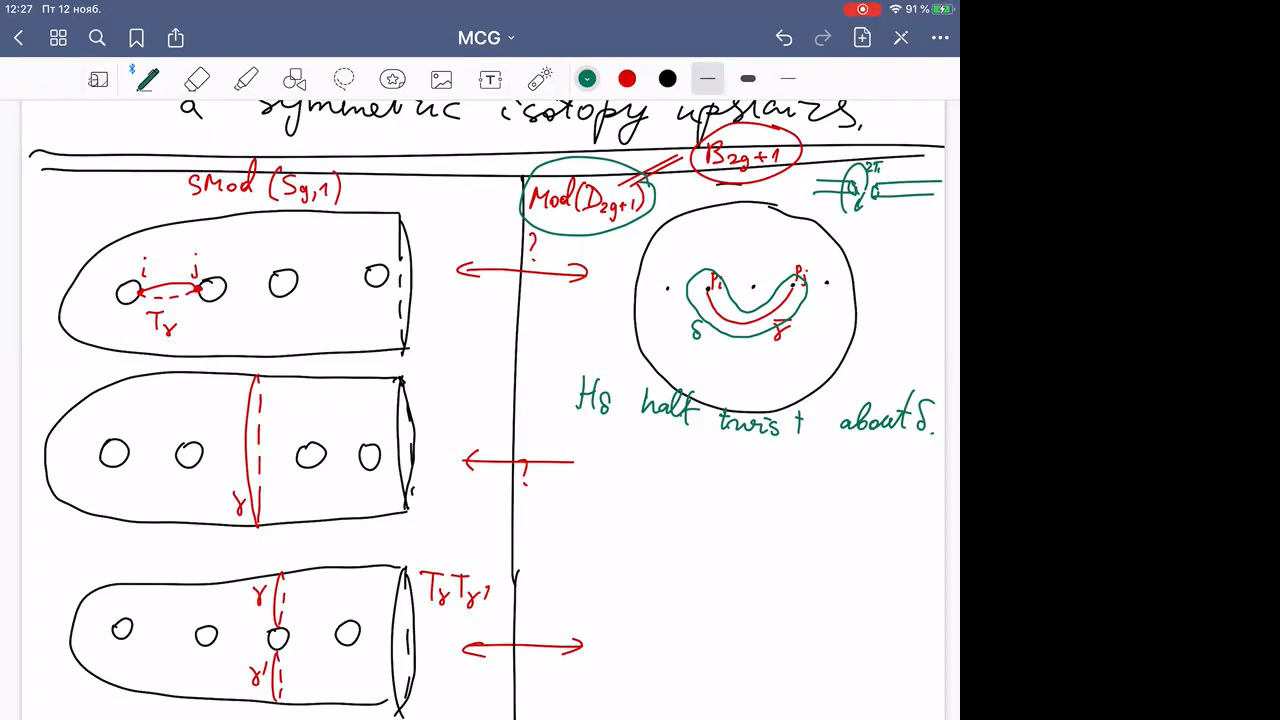 12:27 Пт 12 нояб.
91 %
MCG
a symmetric isotopy upstairs.
SMod (Sg,1)
Mod(D2g+1)
B2g+1
2π
i j
Tγ
?
Pi Pj
δ γ̄
Hδ half twist about δ.
γ
?
γ
TγTγ'
γ'